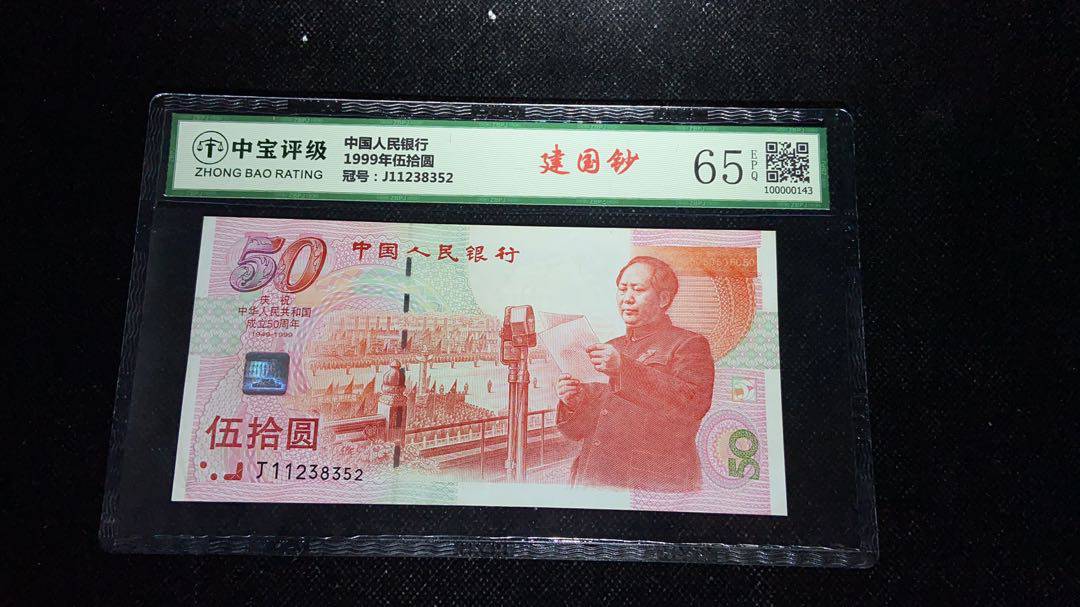 中宝评级
ZHONG BAO RATING
中国人民银行
1999年伍拾圆
冠号：J11238352
建国钞
65
EPQ
100000143
50
中国人民银行
庆祝
中华人民共和国
成立50周年
1949-1999
伍拾圆
J11238352
50